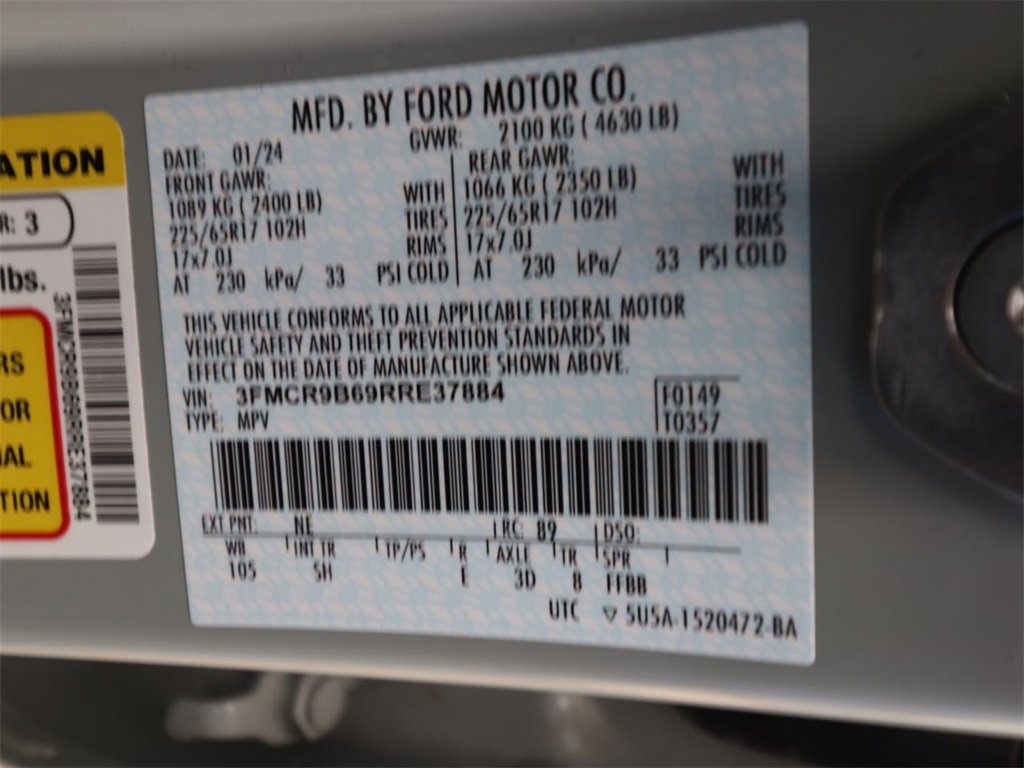 ATION
R: 3
lbs.
RS
OR
IAL
TION
3FMCR9B69RRE37884
MFD. BY FORD MOTOR CO.
DATE: 01/24 GVWR: 2100 KG ( 4630 LB)
FRONT GAWR: REAR GAWR:
1089 KG ( 2400 LB) WITH 1066 KG ( 2350 LB) WITH
225/65R17 102H TIRES 225/65R17 102H TIRES
17x7.0J RIMS 17x7.0J RIMS
AT 230 kPa/ 33 PSI COLD AT 230 kPa/ 33 PSI COLD
THIS VEHICLE CONFORMS TO ALL APPLICABLE FEDERAL MOTOR
VEHICLE SAFETY AND THEFT PREVENTION STANDARDS IN
EFFECT ON THE DATE OF MANUFACTURE SHOWN ABOVE.
VIN: 3FMCR9B69RRE37884 F0149
TYPE: MPV T0357
EXT PNT: NE RC: 89 DSO:
WB INT TR TP/PS R AXLE TR SPR
105 SH E 3D 8 FFBB
UTC ▽ 5U5A-1520472-BA